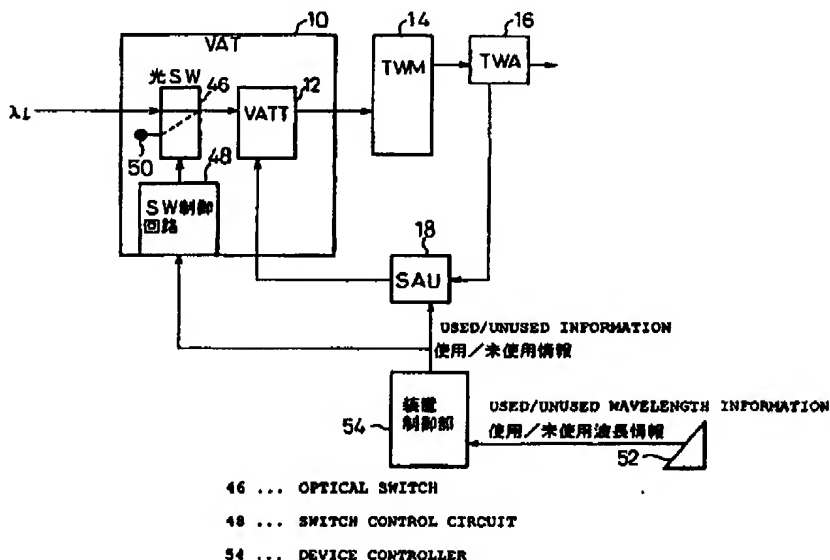 10
14
16
VAT
TWM
TWA
光SW
46
12
λi
VATT
50
48
SW制御
回路
18
SAU
USED/UNUSED INFORMATION
使用/未使用情報
装置
制御部
54
USED/UNUSED WAVELENGTH INFORMATION
使用/未使用波長情報
52
46 ... OPTICAL SWITCH
48 ... SWITCH CONTROL CIRCUIT
54 ... DEVICE CONTROLLER